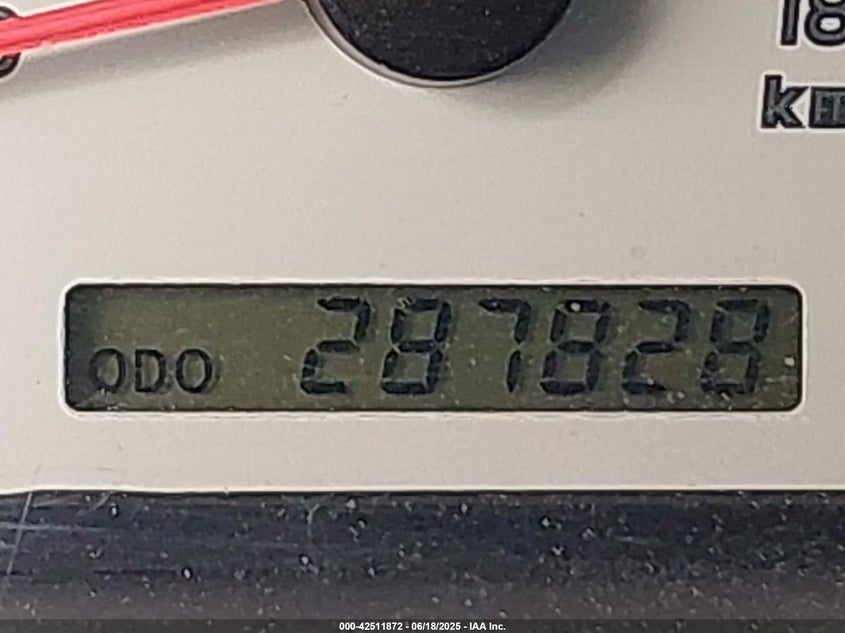 18
km
ODO 287828
000-42511872 - 06/18/2025 - IAA Inc.